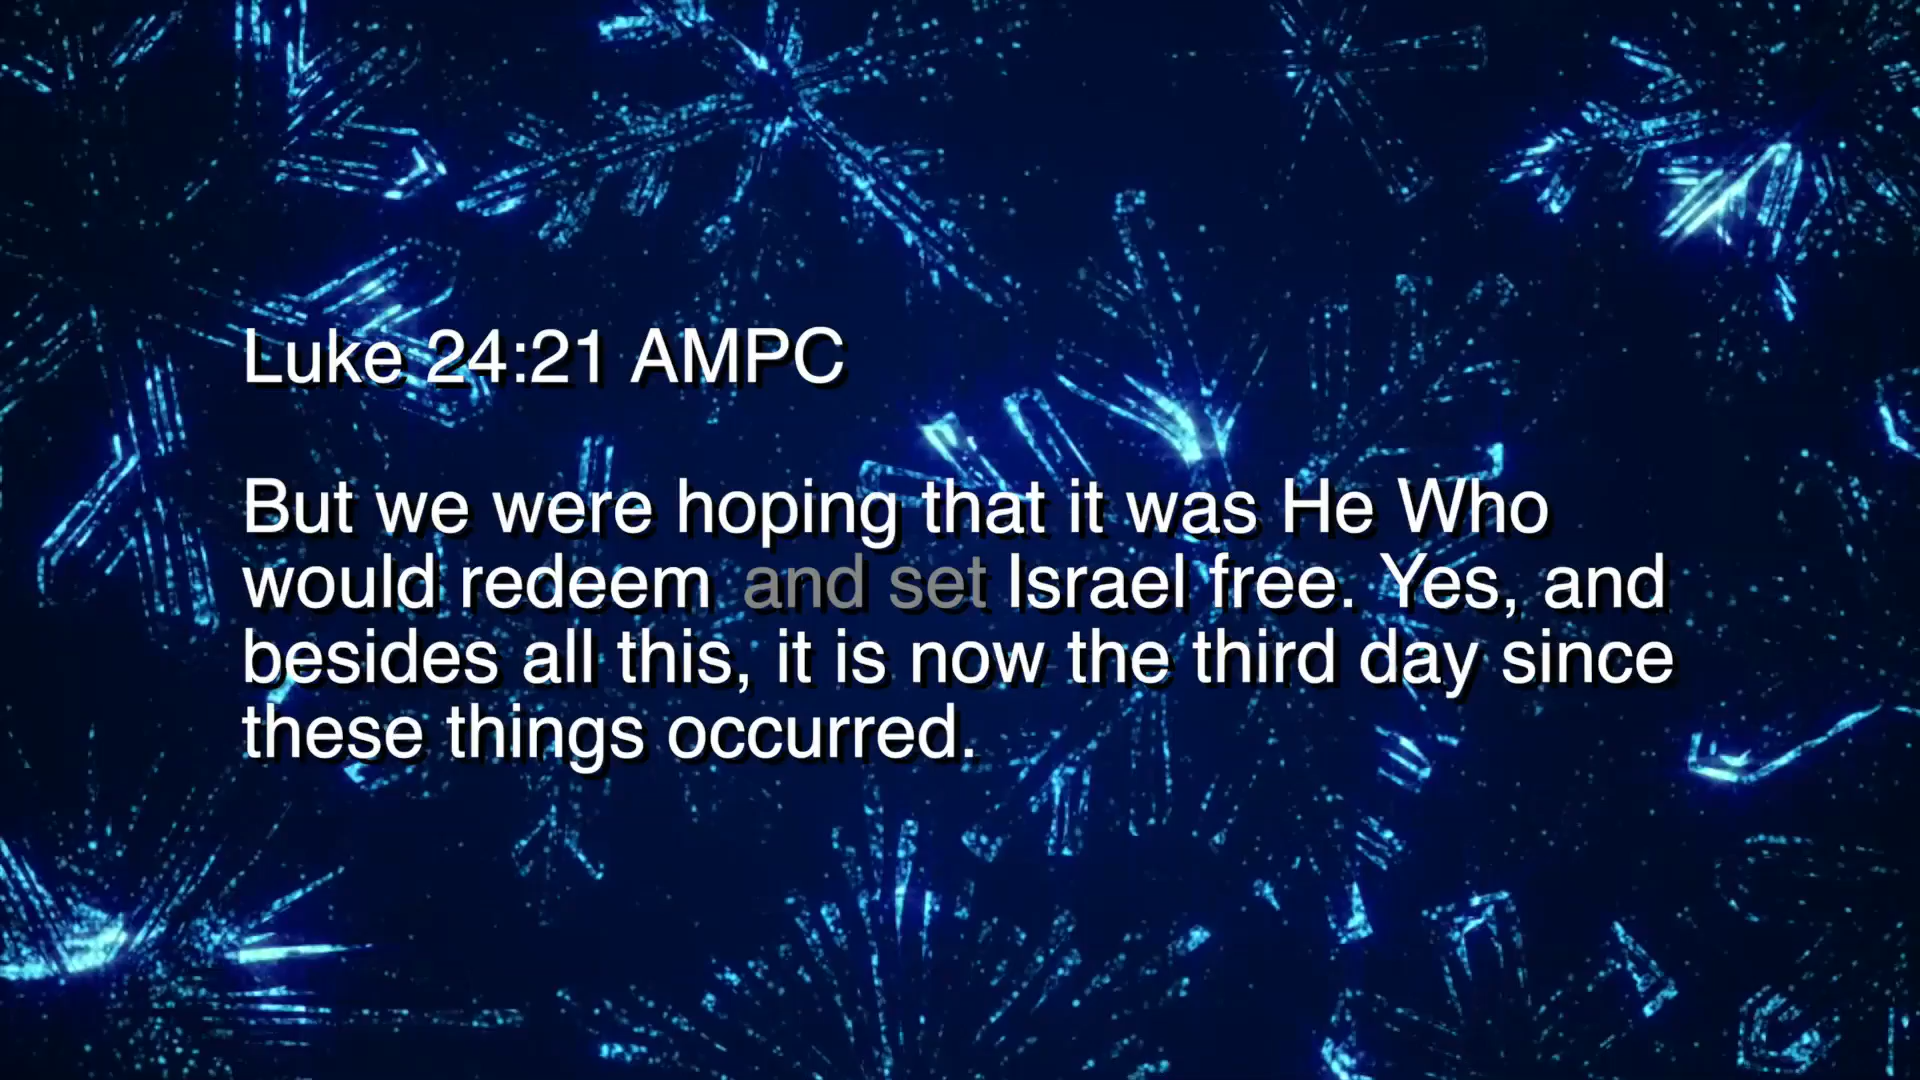 Luke 24:21 AMPC
But we were hoping that it was He Who
would redeem and set Israel free. Yes, and
besides all this, it is now the third day since
these things occurred.